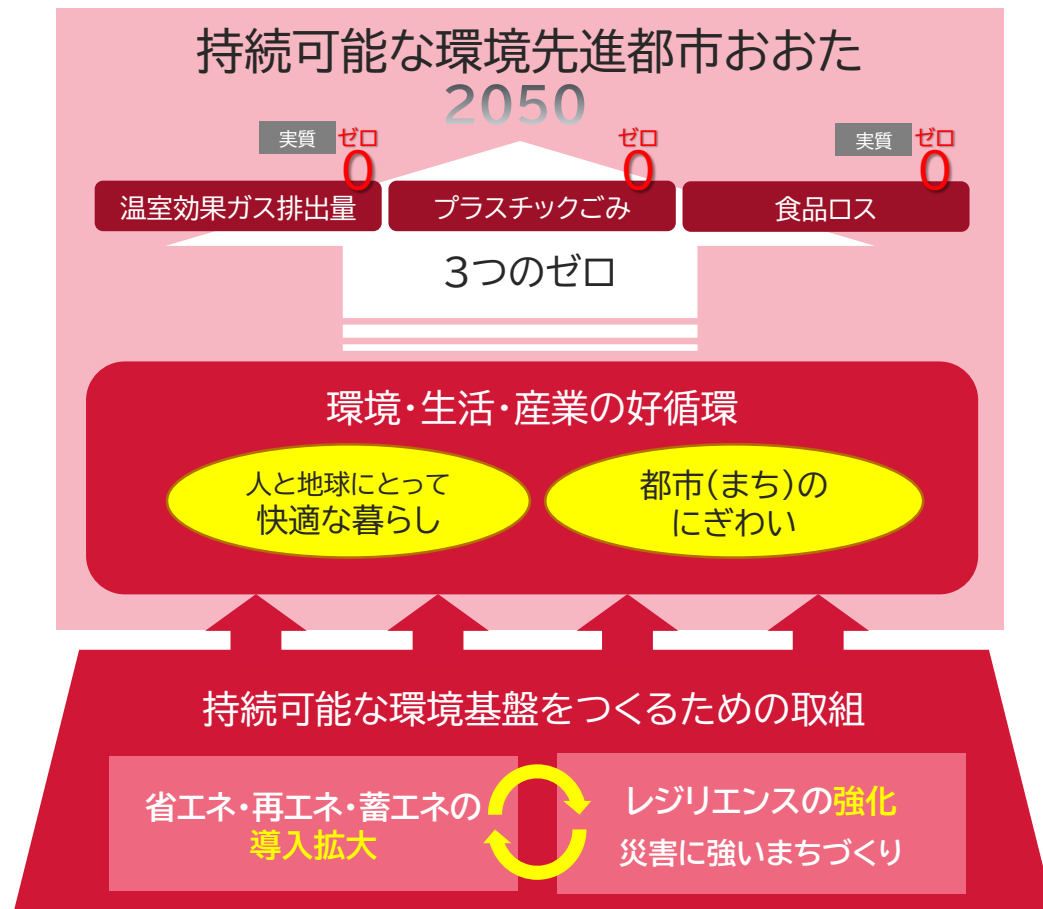 持続可能な環境先進都市おおた
2050
実質 ゼロ 0
温室効果ガス排出量
ゼロ 0
プラスチックごみ
実質 ゼロ 0
食品ロス
3つのゼロ
環境・生活・産業の好循環
人と地球にとって
快適な暮らし
都市(まち)の
にぎわい
持続可能な環境基盤をつくるための取組
省エネ・再エネ・蓄エネの
導入拡大
レジリエンスの強化
災害に強いまちづくり